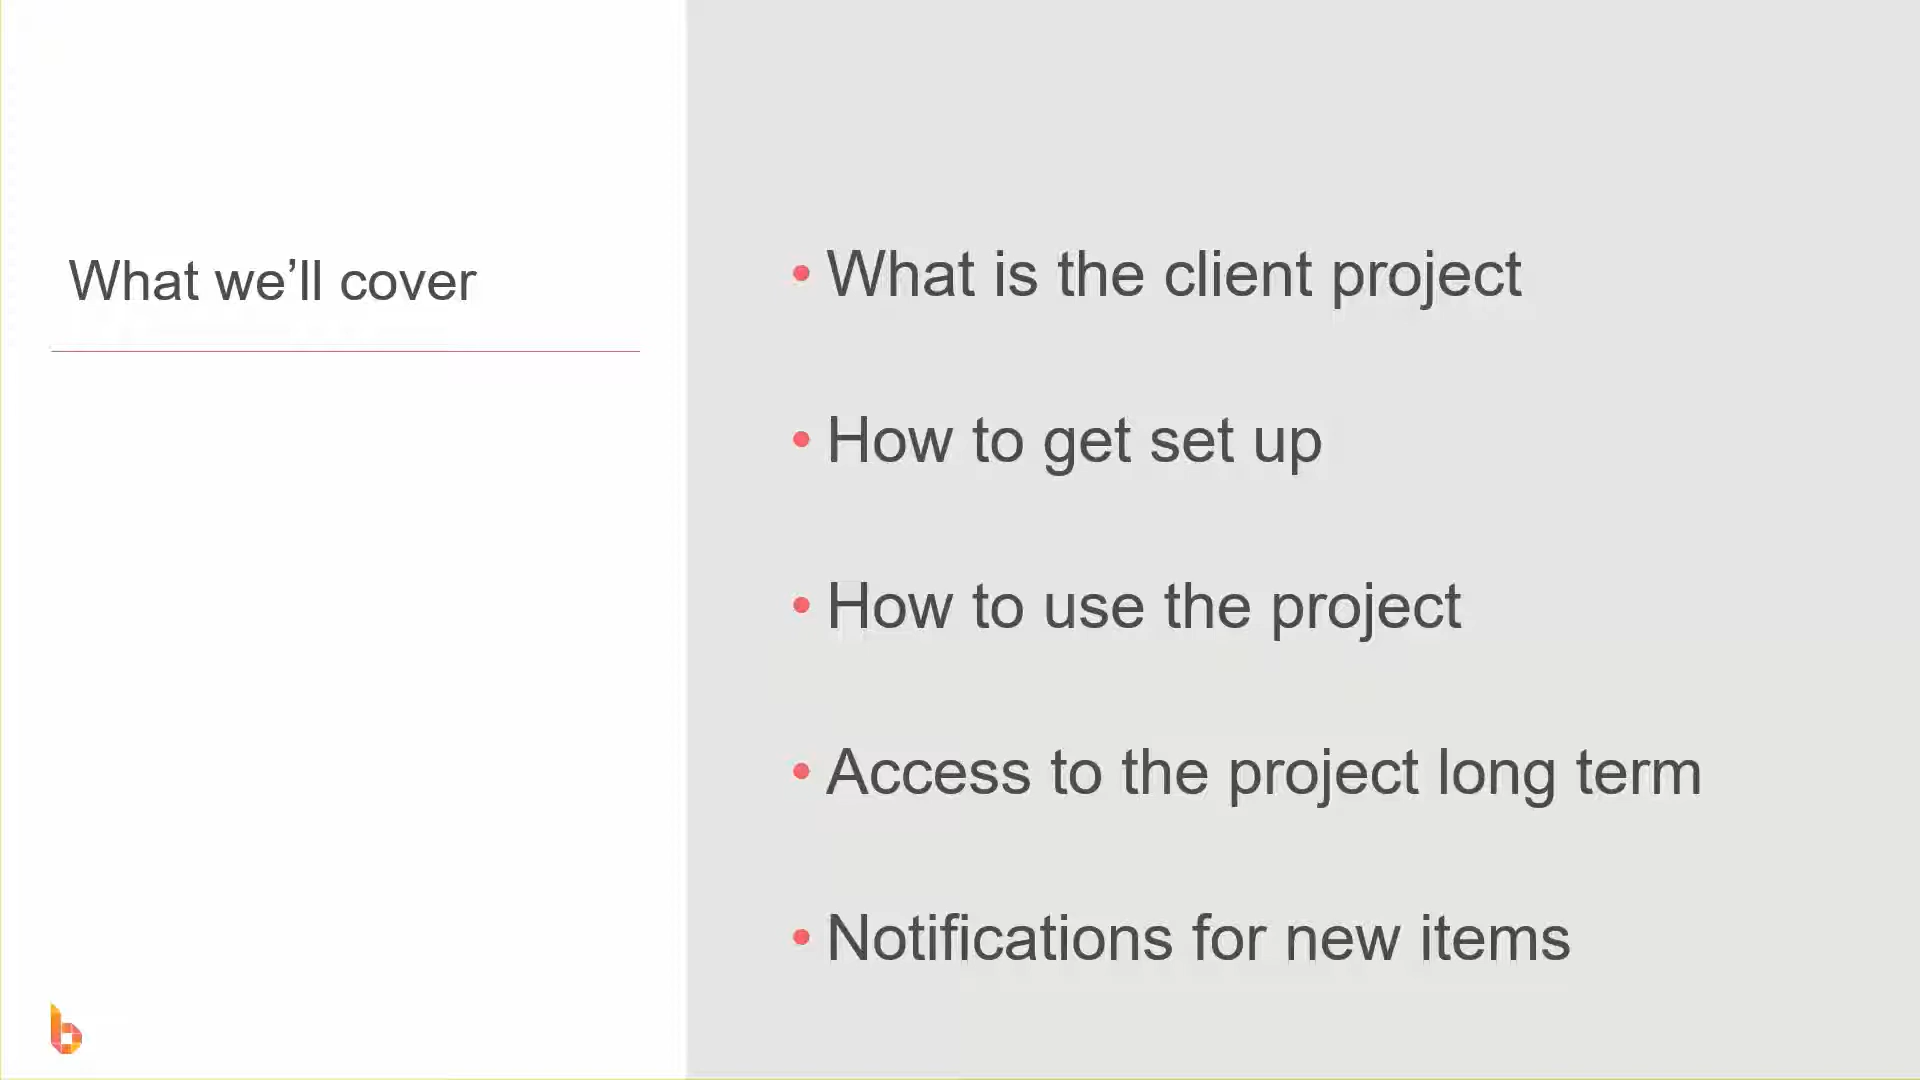 What we’ll cover
• What is the client project
• How to get set up
• How to use the project
• Access to the project long term
• Notifications for new items